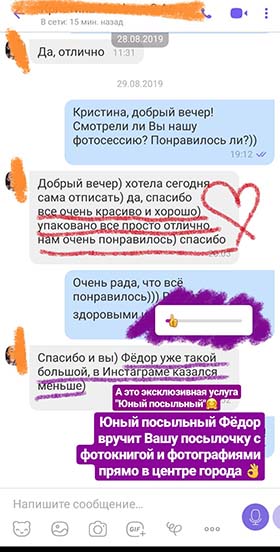 В сети: 15 мин. назад
28.08.2019
Да, отлично 11:31
29.08.2019
Кристина, добрый вечер!
Смотрели ли Вы нашу
фотосессию? Понравилось ли?))
19:12
Добрый вечер) хотела сегодня
сама отписать) да, спасибо
все очень красиво и хорошо)
упаковано все просто отлично
нам очень понравилось) спасибо
20:03
Очень рада, что всё
понравилось)))
здоровыми
Спасибо и вы) Фёдор уже такой
большой, в Инстаграме казался
меньше)
А это эксклюзивная услуга
"Юный посыльный"🤗
Юный посыльный Фёдор
вручит Вашу посылочку с
фотокнигой и фотографиями
прямо в центре города 👌
Напишите сообщение...
GIF